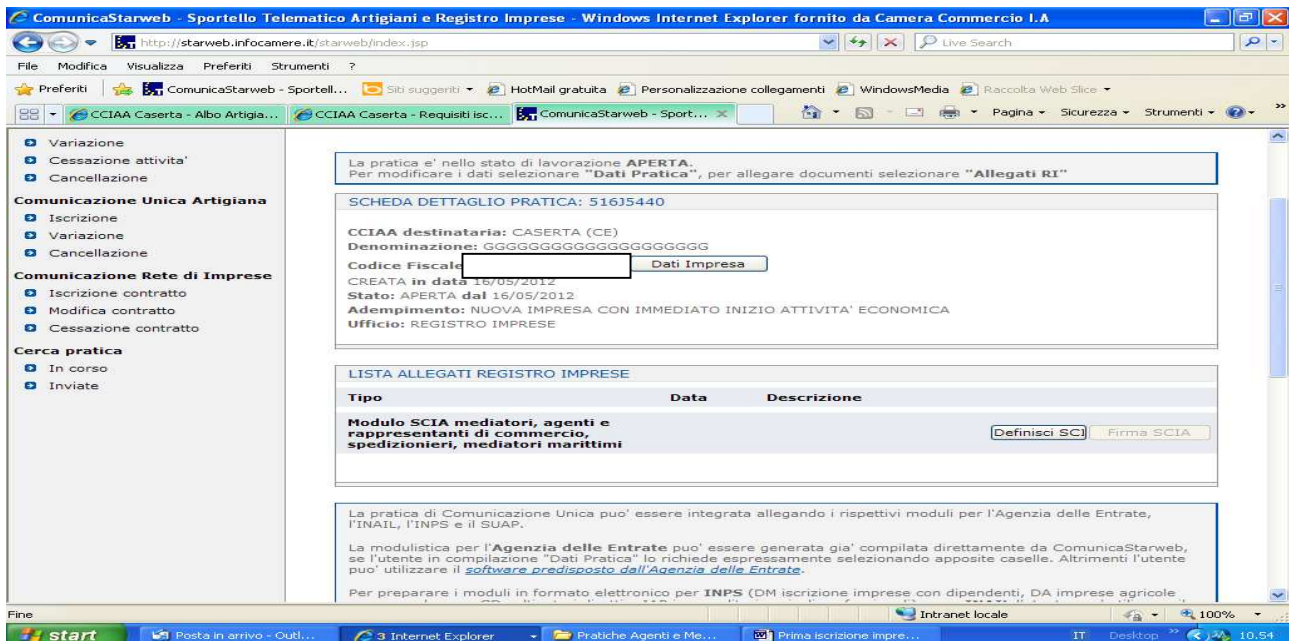 ComunicaStarweb - Sportello Telematico Artigiani e Registro Imprese - Windows Internet Explorer fornito da Camera Commercio I.A
http://starweb.infocamere.it/starweb/index.jsp
Live Search
File Modifica Visualizza Preferiti Strumenti ?
Preferiti ComunicaStarweb - Sportell... Siti suggeriti HotMail gratuita Personalizzazione collegamenti WindowsMedia Raccolta Web Slice
CCIAA Caserta - Albo Artigia... CCIAA Caserta - Requisiti isc... ComunicaStarweb - Sport... Pagina Sicurezza Strumenti
Variazione
Cessazione attivita'
Cancellazione
Comunicazione Unica Artigiana
Iscrizione
Variazione
Cancellazione
Comunicazione Rete di Imprese
Iscrizione contratto
Modifica contratto
Cessazione contratto
Cerca pratica
In corso
Inviate
La pratica e' nello stato di lavorazione APERTA.
Per modificare i dati selezionare "Dati Pratica", per allegare documenti selezionare "Allegati RI"
SCHEDA DETTAGLIO PRATICA: 516J5440
CCIAA destinataria: CASERTA (CE)
Denominazione: GGGGGGGGGGGGGGGGGGGG
Codice Fiscale Dati Impresa
CREATA in data 16/05/2012
Stato: APERTA dal 16/05/2012
Adempimento: NUOVA IMPRESA CON IMMEDIATO INIZIO ATTIVITA' ECONOMICA
Ufficio: REGISTRO IMPRESE
LISTA ALLEGATI REGISTRO IMPRESE
Tipo Data Descrizione
Modulo SCIA mediatori, agenti e
rappresentanti di commercio,
spedizionieri, mediatori marittimi
Definisci SCI Firma SCIA
La pratica di Comunicazione Unica puo' essere integrata allegando i rispettivi moduli per l'Agenzia delle Entrate,
l'INAIL, l'INPS e il SUAP.
La modulistica per l'Agenzia delle Entrate puo' essere generata gia' compilata direttamente da ComunicaStarweb,
se l'utente in compilazione "Dati Pratica" lo richiede espressamente selezionando apposite caselle. Altrimenti l'utente
puo' utilizzare il software predisposto dall'Agenzia delle Entrate.
Per preparare i moduli in formato elettronico per INPS (DM iscrizione imprese con dipendenti, DA imprese agricole
Fine Intranet locale 100%
start Posta in arrivo - Outl... 3 Internet Explorer Pratiche Agenti e Me... Prima iscrizione impre... IT Desktop 10.54